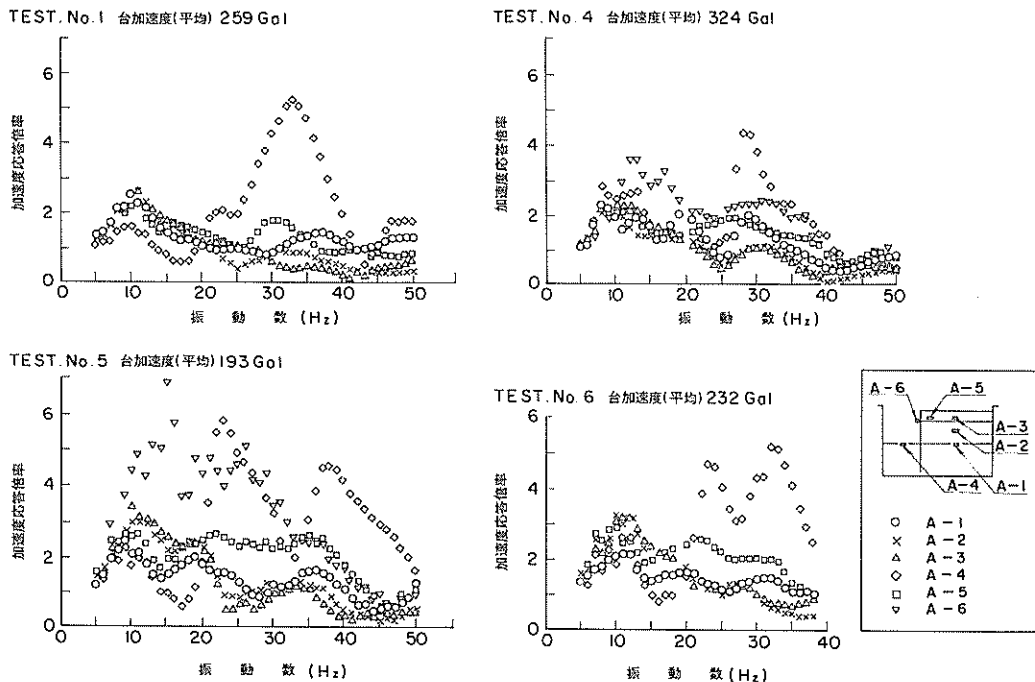 TEST. No. 1 台加速度(平均) 259 Gal
加速度応答倍率
6
4
2
0
0 10 20 30 40 50
振動数 (Hz)
TEST. No. 4 台加速度(平均) 324 Gal
加速度応答倍率
6
4
2
0
0 10 20 30 40 50
振動数 (Hz)
TEST. No. 5 台加速度(平均) 193 Gal
加速度応答倍率
6
4
2
0
0 10 20 30 40 50
振動数 (Hz)
TEST. No. 6 台加速度(平均) 232 Gal
加速度応答倍率
6
4
2
0
0 10 20 30 40
振動数 (Hz)
A-6 A-5
A-3
A-2
A-4 A-1
○ A-1
× A-2
△ A-3
◇ A-4
□ A-5
▽ A-6